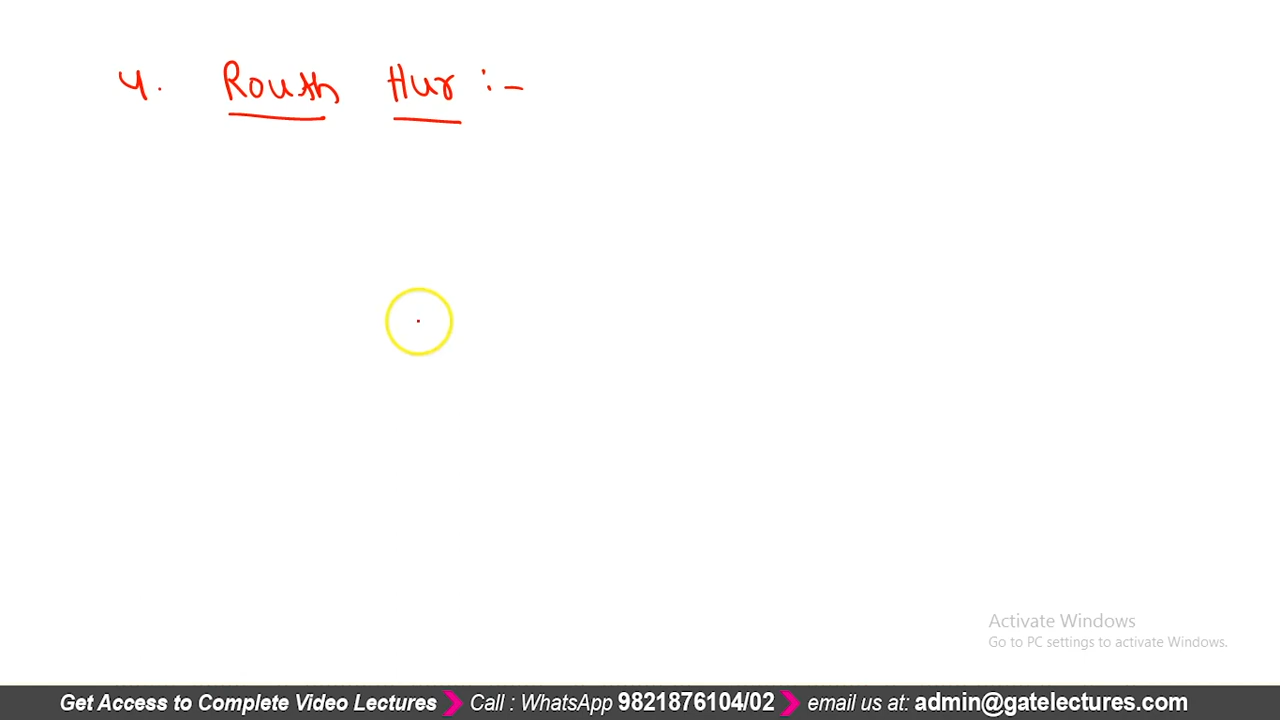 4. Routh Hur :-
Activate Windows
Go to PC settings to activate Windows.
Get Access to Complete Video Lectures Call : WhatsApp 9821876104/02 email us at: admin@gatelectures.com